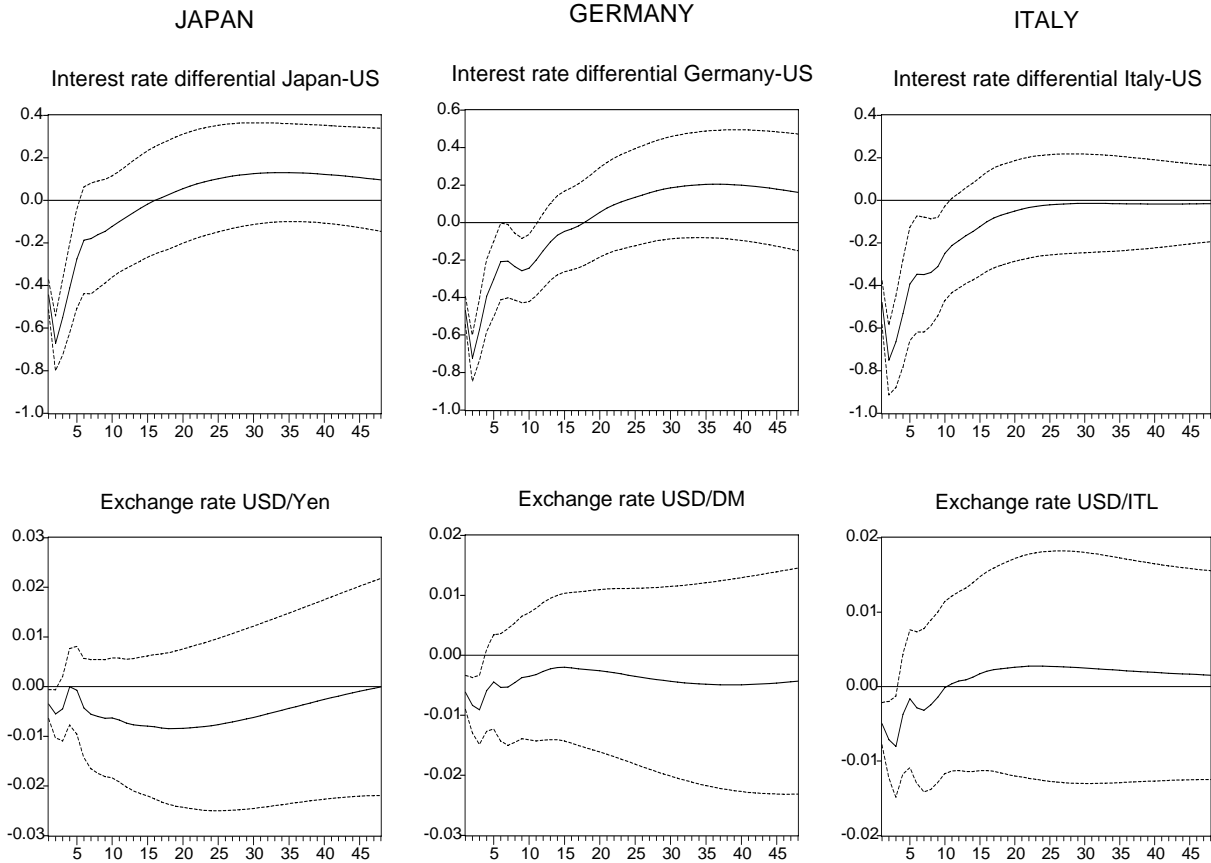 JAPAN
GERMANY
ITALY
Interest rate differential Japan-US
Interest rate differential Germany-US
Interest rate differential Italy-US
0.4
0.2
0.0
-0.2
-0.4
-0.6
-0.8
-1.0
5 10 15 20 25 30 35 40 45
0.6
0.4
0.2
0.0
-0.2
-0.4
-0.6
-0.8
-1.0
5 10 15 20 25 30 35 40 45
0.4
0.2
0.0
-0.2
-0.4
-0.6
-0.8
-1.0
5 10 15 20 25 30 35 40 45
Exchange rate USD/Yen
Exchange rate USD/DM
Exchange rate USD/ITL
0.03
0.02
0.01
0.00
-0.01
-0.02
-0.03
5 10 15 20 25 30 35 40 45
0.02
0.01
0.00
-0.01
-0.02
-0.03
5 10 15 20 25 30 35 40 45
0.02
0.01
0.00
-0.01
-0.02
5 10 15 20 25 30 35 40 45